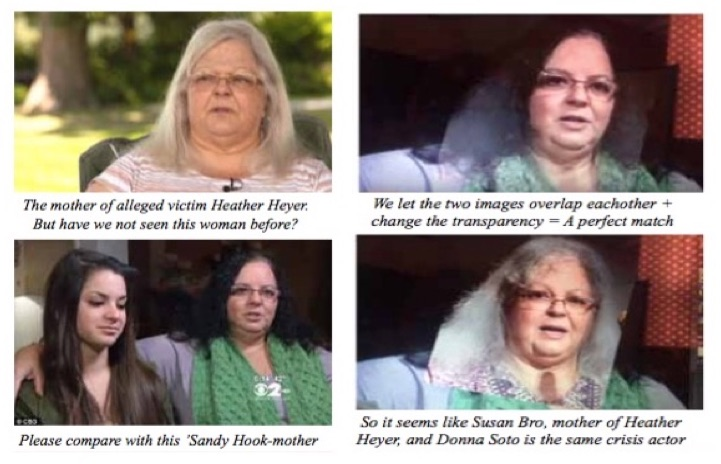 The mother of alleged victim Heather Heyer.
But have we not seen this woman before?
We let the two images overlap eachother +
change the transparency = A perfect match
©CBS
2
Please compare with this 'Sandy Hook-mother
So it seems like Susan Bro, mother of Heather
Heyer, and Donna Soto is the same crisis actor